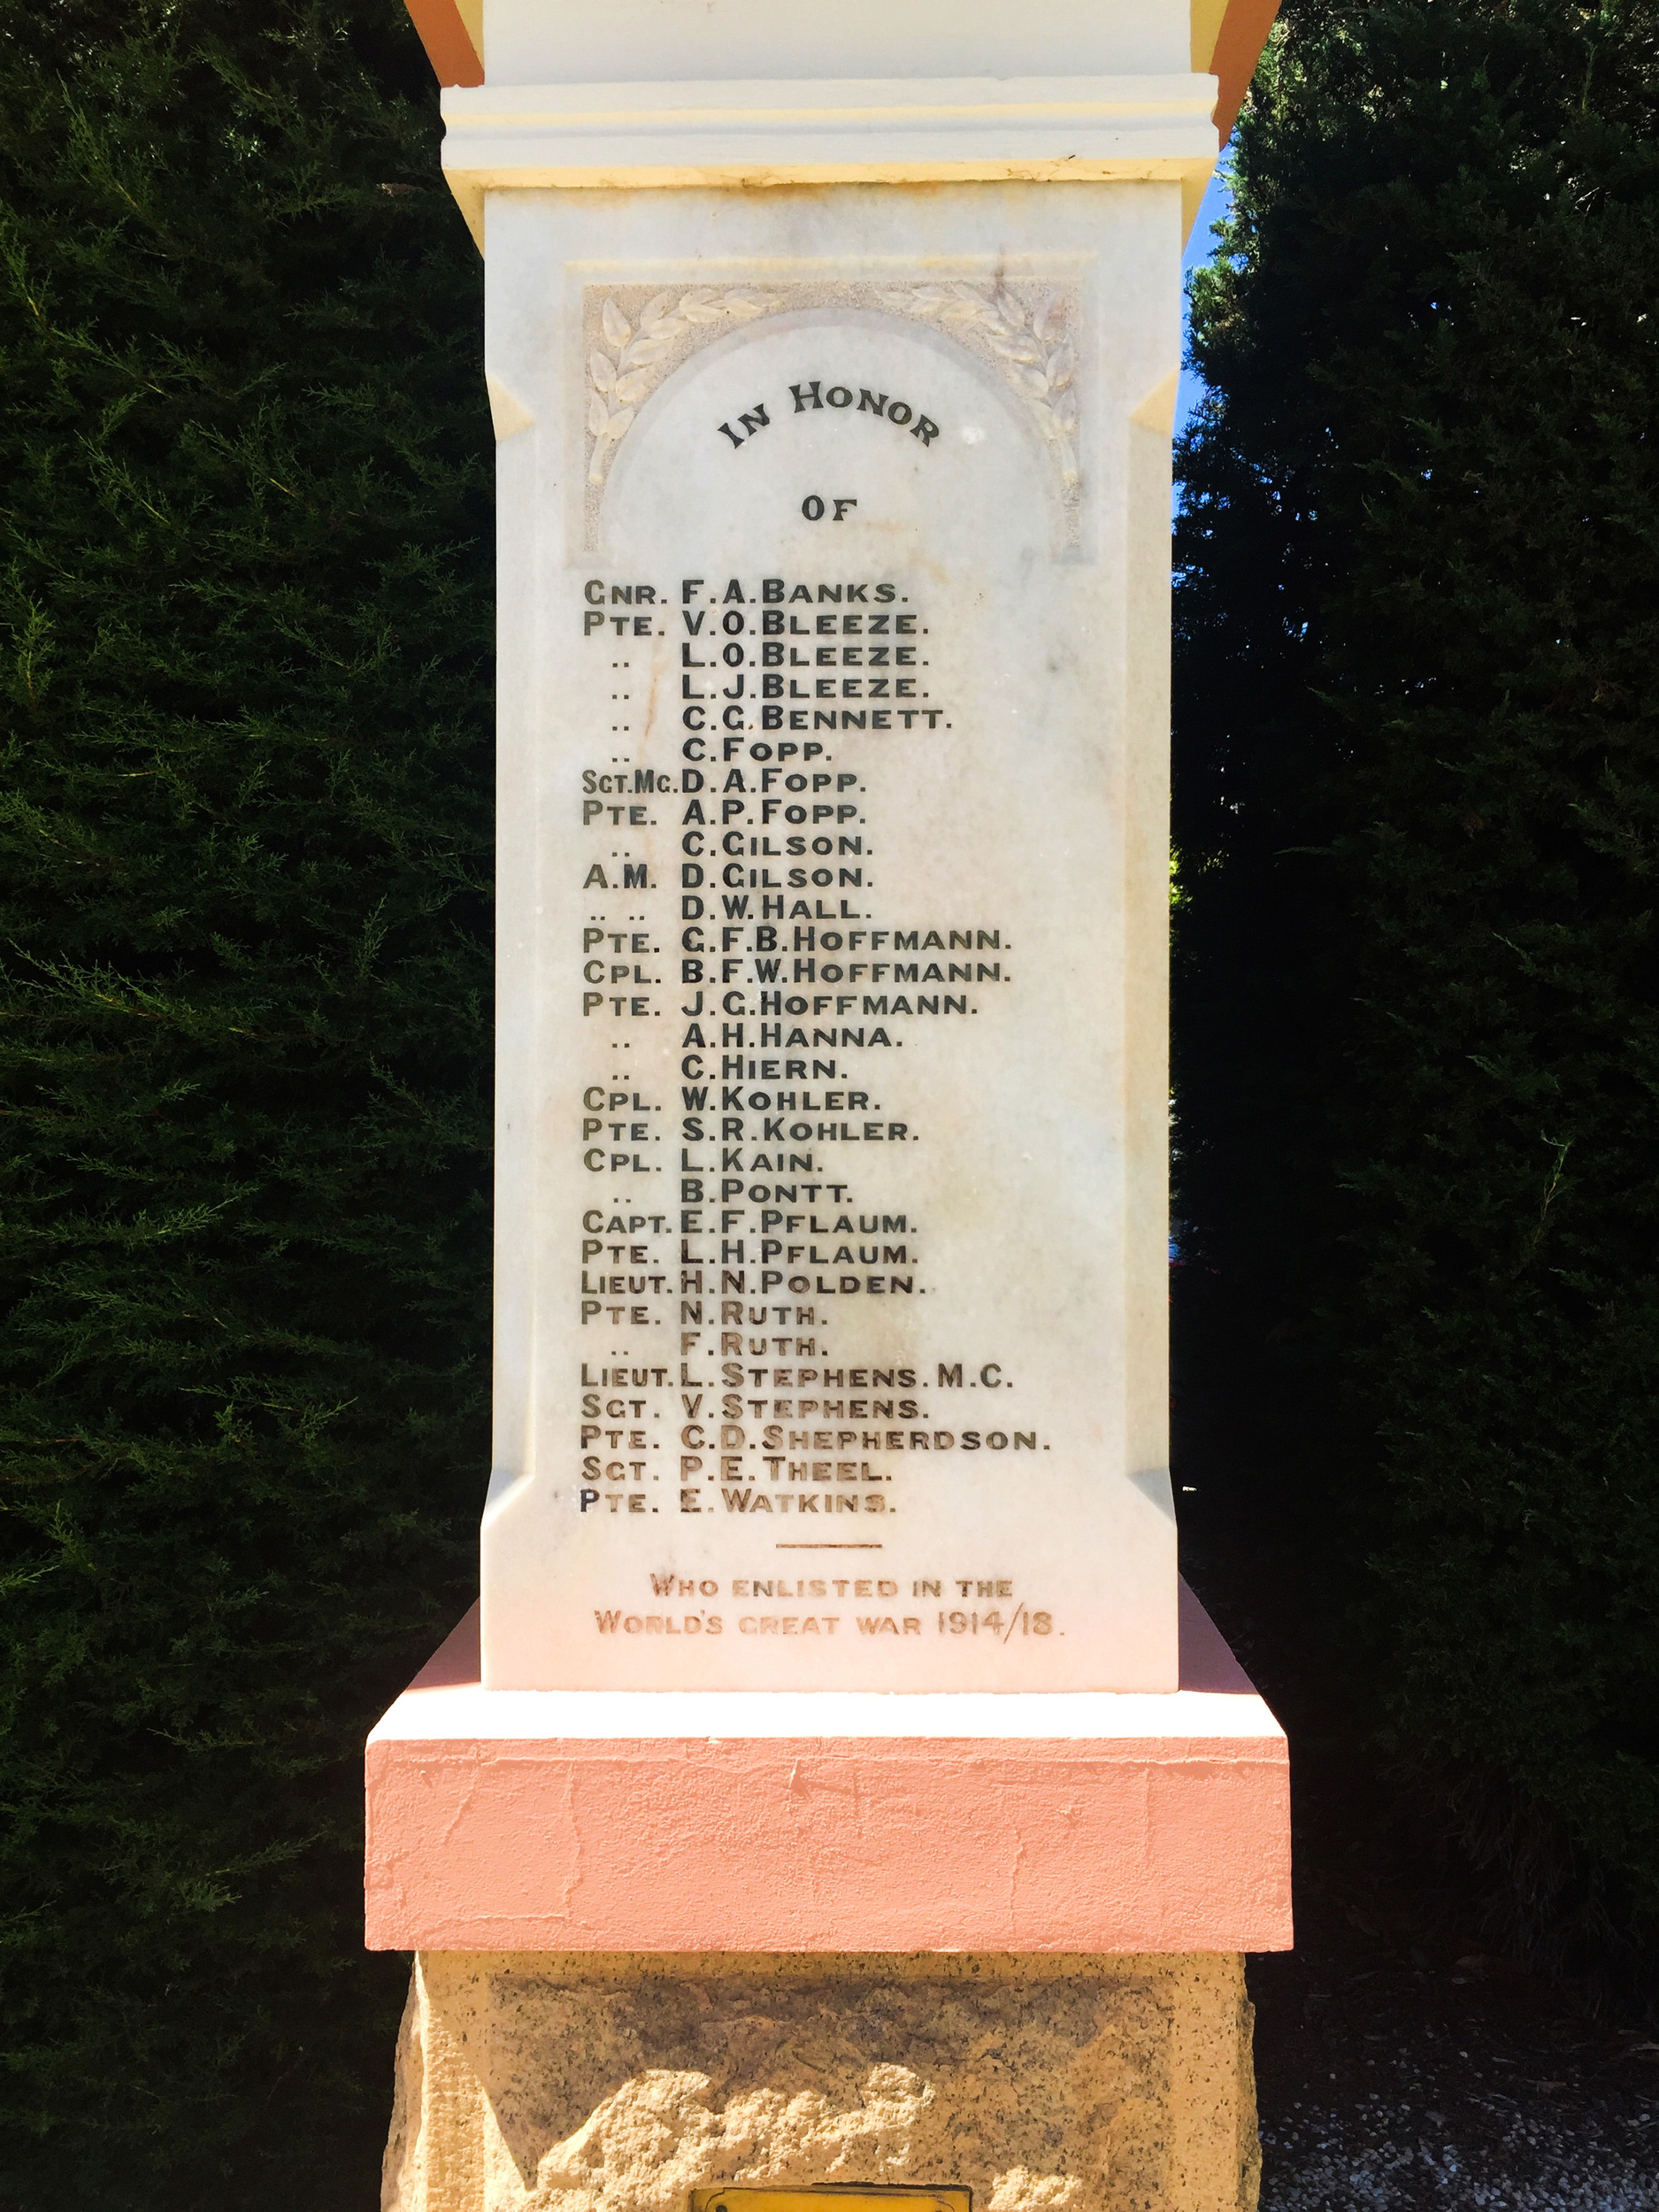 IN HONOR
OF
GNR. F.A.BANKS.
PTE. V.O.BLEEZE.
.. L.O.BLEEZE.
.. L.J.BLEEZE.
.. C.G.BENNETT.
.. C.FOPP.
SGT.MG.D.A.FOPP.
PTE. A.P.FOPP.
.. C.GILSON.
A.M. D.GILSON.
.. .. D.W.HALL.
PTE. G.F.B.HOFFMANN.
CPL. B.F.W.HOFFMANN.
PTE. J.G.HOFFMANN.
.. A.H.HANNA.
.. C.HIERN.
CPL. W.KOHLER.
PTE. S.R.KOHLER.
CPL. L.KAIN.
.. B.PONTT.
CAPT. E.F.PFLAUM.
PTE. L.H.PFLAUM.
LIEUT. H.N.POLDEN.
PTE. N.RUTH.
.. F.RUTH.
LIEUT. L.STEPHENS. M.C.
SGT. V.STEPHENS.
PTE. C.D.SHEPHERDSON.
SGT. P.E.THEEL.
PTE. E.WATKINS.
WHO ENLISTED IN THE
WORLD'S GREAT WAR 1914/18.